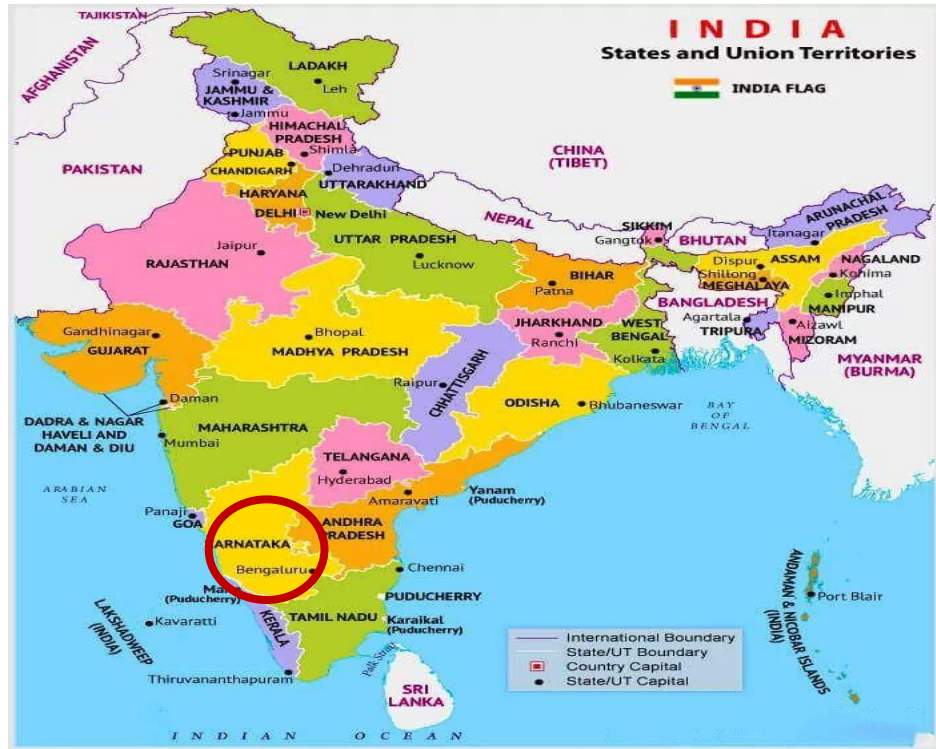 INDIA
States and Union Territories
INDIA FLAG
TAJIKISTAN
AFGHANISTAN
PAKISTAN
CHINA
(TIBET)
NEPAL
BHUTAN
BANGLADESH
MYANMAR
(BURMA)
SRI
LANKA
LADAKH
Leh
Srinagar
JAMMU &
KASHMIR
Jammu
HIMACHAL
PRADESH
Shimla
PUNJAB
CHANDIGARH
Dehradun
UTTARAKHAND
HARYANA
DELHI
New Delhi
UTTAR PRADESH
Lucknow
Jaipur
RAJASTHAN
BIHAR
Patna
SIKKIM
Gangtok
ARUNACHAL
PRADESH
Itanagar
Dispur
ASSAM
Shillong
MEGHALAYA
NAGALAND
Kohima
Imphal
MANIPUR
Agartala
TRIPURA
Aizawl
MIZORAM
Gandhinagar
GUJARAT
Bhopal
MADHYA PRADESH
JHARKHAND
Ranchi
WEST
BENGAL
Kolkata
Raipur
CHHATTISGARH
ODISHA
Bhubaneswar
Daman
DADRA & NAGAR
HAVELI AND
DAMAN & DIU
Mumbai
MAHARASHTRA
TELANGANA
Hyderabad
Amaravati
Yanam
(Puducherry)
BAY
OF
BENGAL
ARABIAN
SEA
Panaji
GOA
ARNATAKA
Bengaluru
ANDHRA
PRADESH
Chennai
(Puducherry)
PUDUCHERRY
KERALA
TAMIL NADU
Karaikal
(Puducherry)
LAKSHADWEEP
(INDIA)
Kavaratti
Thiruvananthapuram
Palk Strait
ANDAMAN & NICOBAR ISLANDS
(INDIA)
Port Blair
International Boundary
State/UT Boundary
Country Capital
State/UT Capital
INDIAN OCEAN